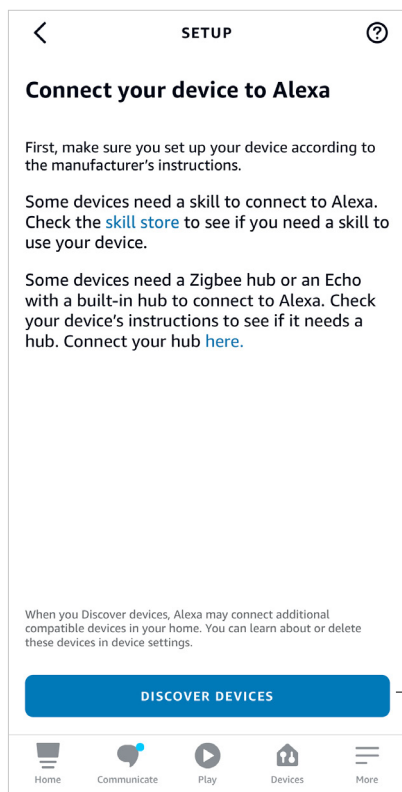 SETUP
Connect your device to Alexa
First, make sure you set up your device according to
the manufacturer's instructions.
Some devices need a skill to connect to Alexa.
Check the skill store to see if you need a skill to
use your device.
Some devices need a Zigbee hub or an Echo
with a built-in hub to connect to Alexa. Check
your device's instructions to see if it needs a
hub. Connect your hub here.
When you Discover devices, Alexa may connect additional
compatible devices in your home. You can learn about or delete
these devices in device settings.
DISCOVER DEVICES
Home Communicate Play Devices More